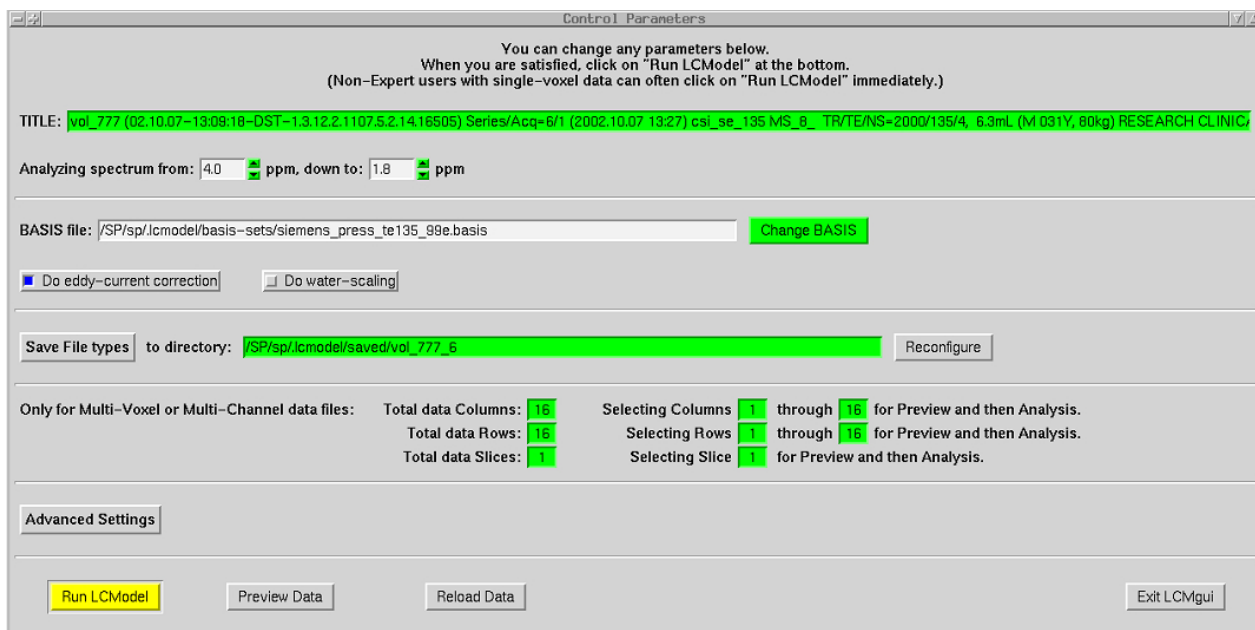 Control Parameters
You can change any parameters below.
When you are satisfied, click on "Run LCModel" at the bottom.
(Non-Expert users with single-voxel data can often click on "Run LCModel" immediately.)
TITLE: vol_777 (02.10.07-13:09:16-DST-1.3.12.2.1107.5.2.14.16505) Series/Acq=6/1 (2002.10.07 13:27) csi_se_135 MS_6_ TR/TE/NS=2000/135/4, 6.3mL (M 031Y, 80kg) RESEARCH CLINICA
Analyzing spectrum from: 4.0 ppm, down to: 1.8 ppm
BASIS file: /SP/sp/.lcmodel/basis-sets/siemens_press_te135_99e.basis Change BASIS
Do eddy-current correction Do water-scaling
Save File types to directory: /SP/sp/.lcmodel/saved/vol_777_6 Reconfigure
Only for Multi-Voxel or Multi-Channel data files: Total data Columns: 16 Selecting Columns 1 through 16 for Preview and then Analysis.
Total data Rows: 16 Selecting Rows 1 through 16 for Preview and then Analysis.
Total data Slices: 1 Selecting Slice 1 for Preview and then Analysis.
Advanced Settings
Run LCModel Preview Data Reload Data Exit LCMgui